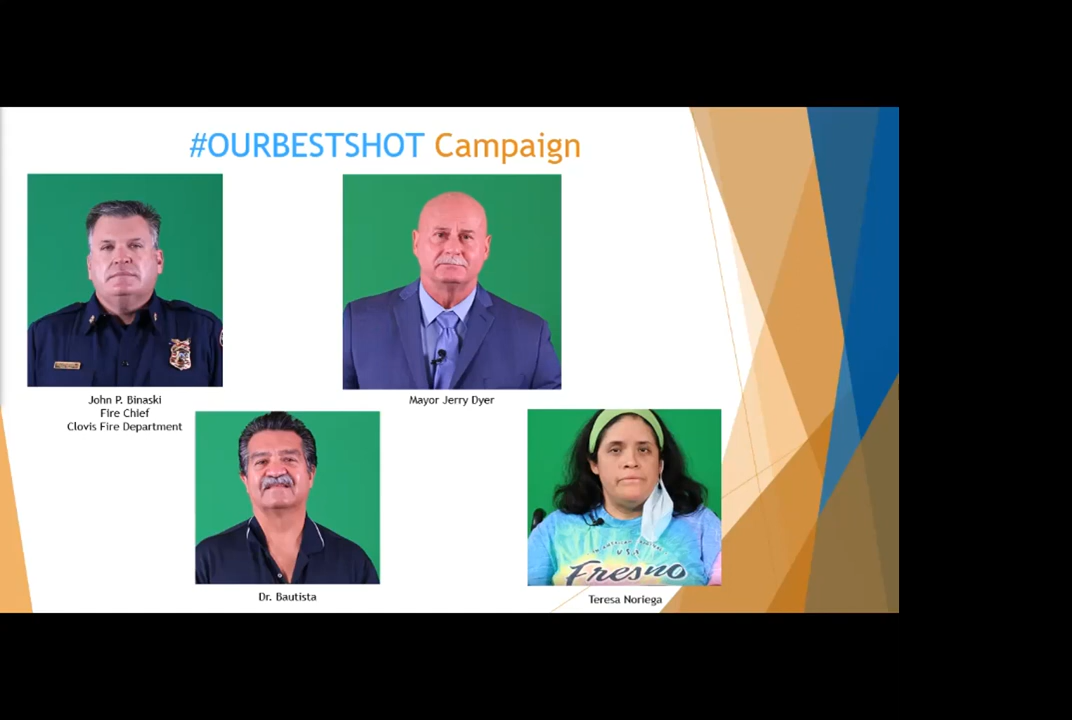 #OURBESTSHOT Campaign
John P. Binaski
Fire Chief
Clovis Fire Department
Mayor Jerry Dyer
Dr. Bautista
U.S.A
Fresno
Teresa Noriega